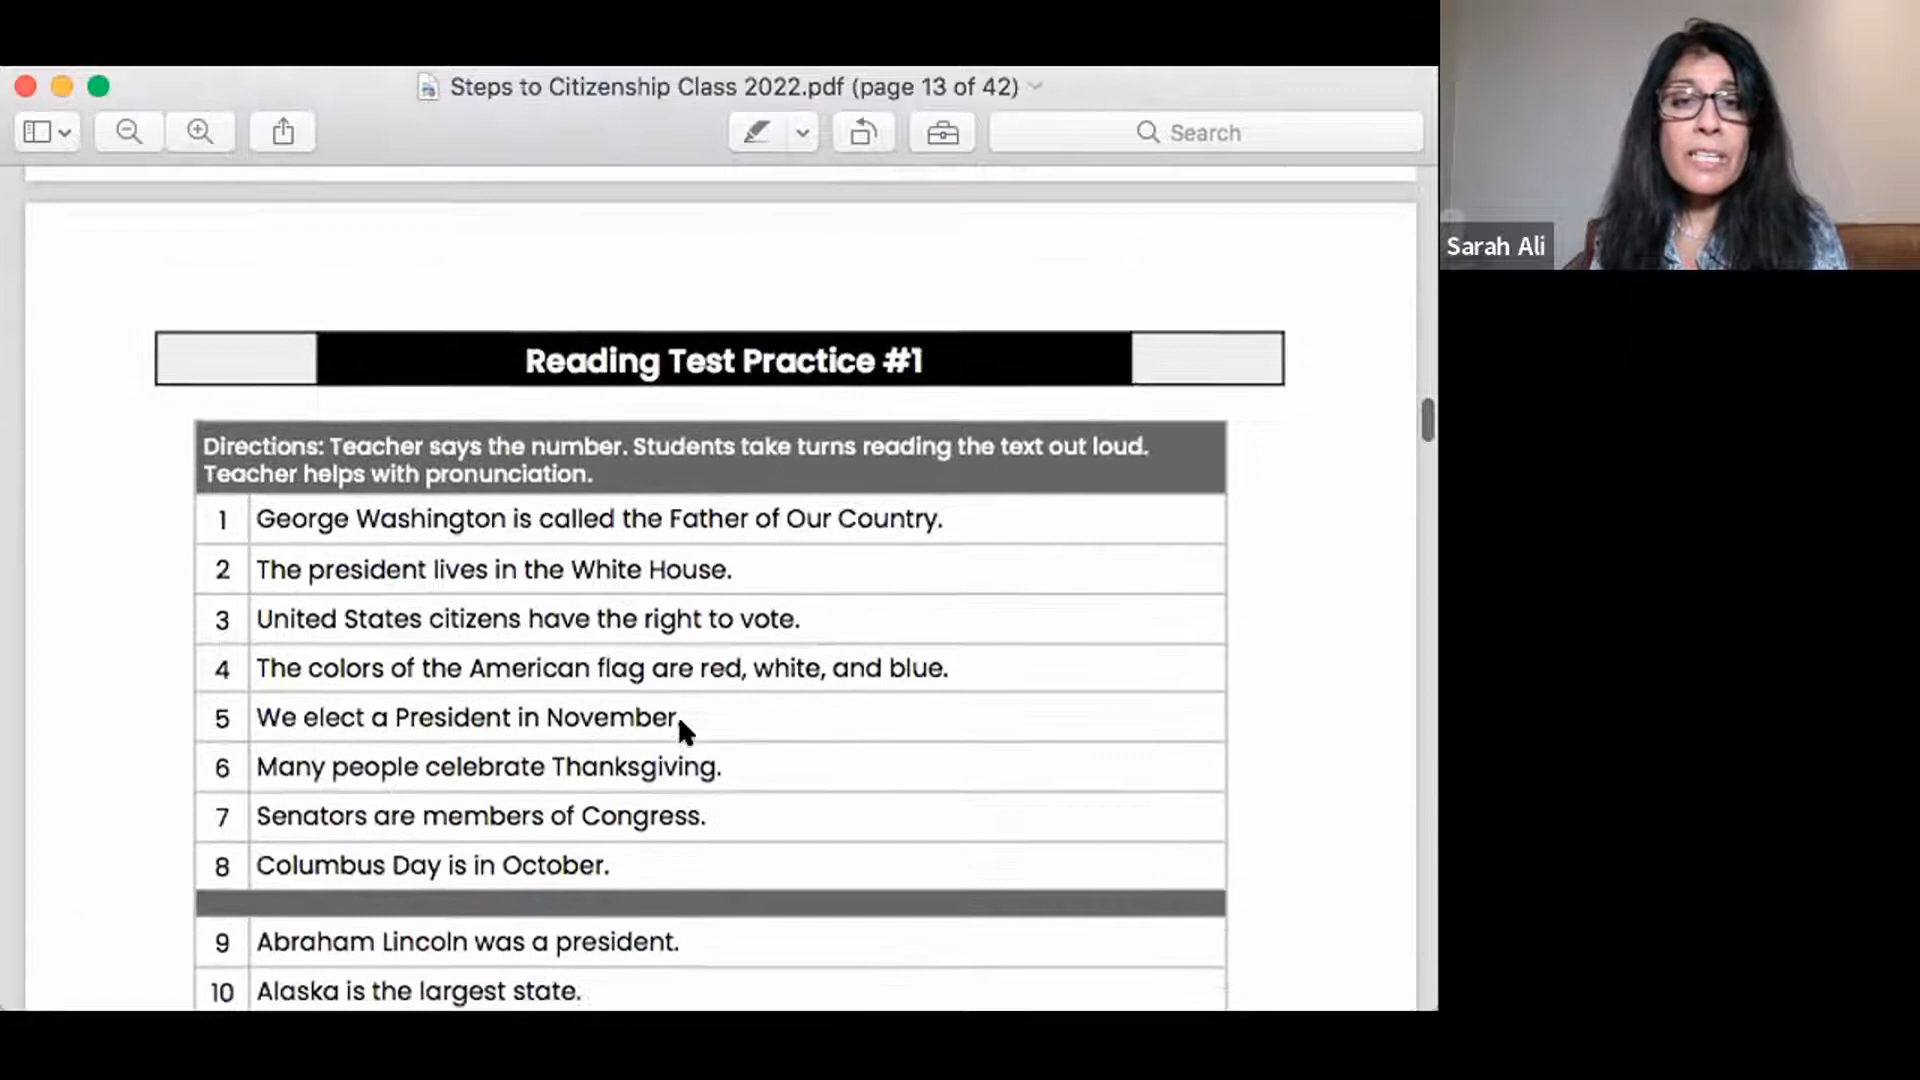 Steps to Citizenship Class 2022.pdf (page 13 of 42)
Search
Sarah Ali
Reading Test Practice #1
Directions: Teacher says the number. Students take turns reading the text out loud.
Teacher helps with pronunciation.
1 George Washington is called the Father of Our Country.
2 The president lives in the White House.
3 United States citizens have the right to vote.
4 The colors of the American flag are red, white, and blue.
5 We elect a President in November.
6 Many people celebrate Thanksgiving.
7 Senators are members of Congress.
8 Columbus Day is in October.
9 Abraham Lincoln was a president.
10 Alaska is the largest state.